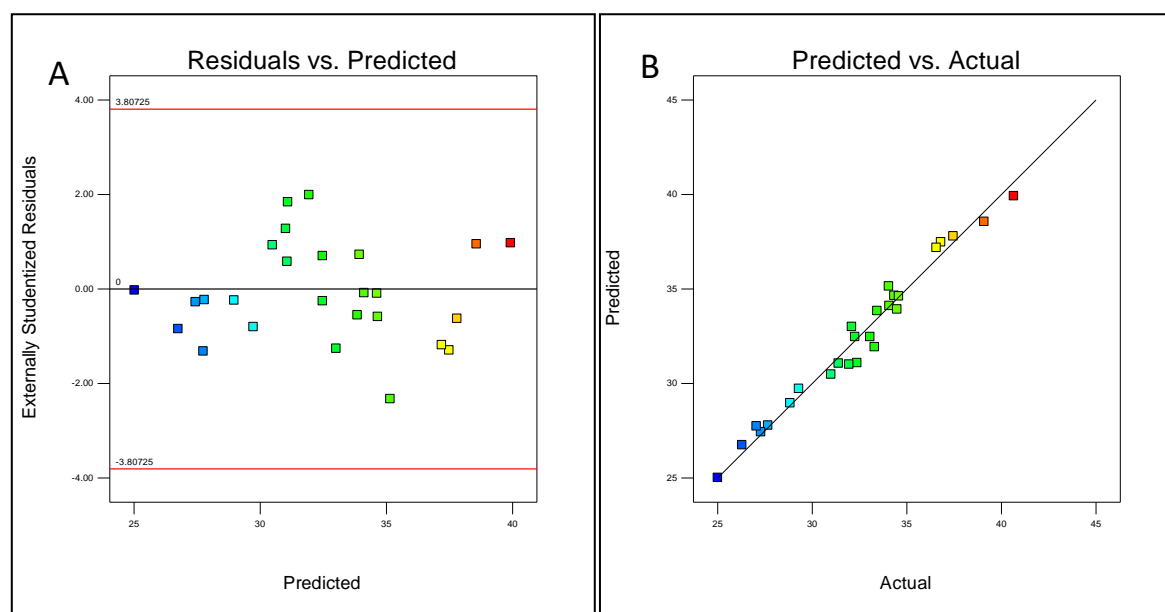 A
Residuals vs. Predicted
Externally Studentized Residuals
4.00
2.00
0.00
-2.00
-4.00
3.80725
0
-3.80725
25
30
35
40
Predicted
B
Predicted vs. Actual
Predicted
45
40
35
30
25
25
30
35
40
45
Actual